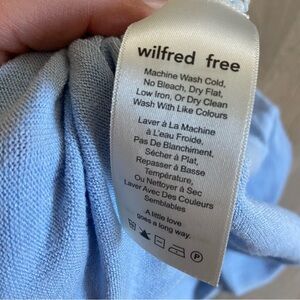 wilfred free
Machine Wash Cold,
No Bleach, Dry Flat,
Low Iron, Or Dry Clean
Wash With Like Colours
Laver à La Machine
à L'eau Froide,
Pas De Blanchiment,
Sécher à Plat,
Repasser à Basse
Température,
Ou Nettoyer à Sec
Laver Avec Des Couleurs
Semblables
A little love
goes a long way.
P